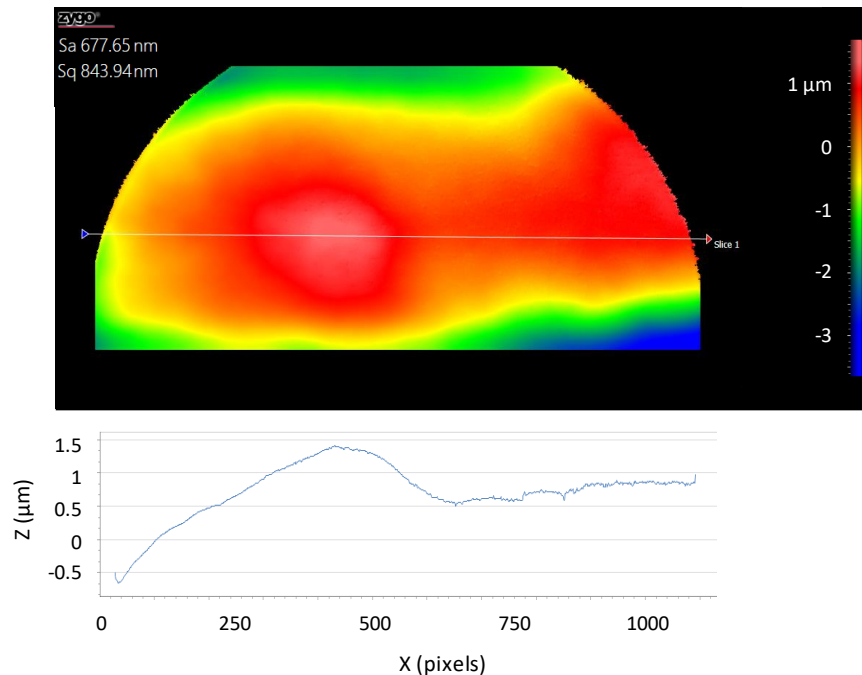 zygo
Sa 677.65 nm
Sq 843.94 nm
1 µm
0
-1
-2
-3
Slice 1
1.5
1
0.5
0
-0.5
Z (µm)
0 250 500 750 1000
X (pixels)